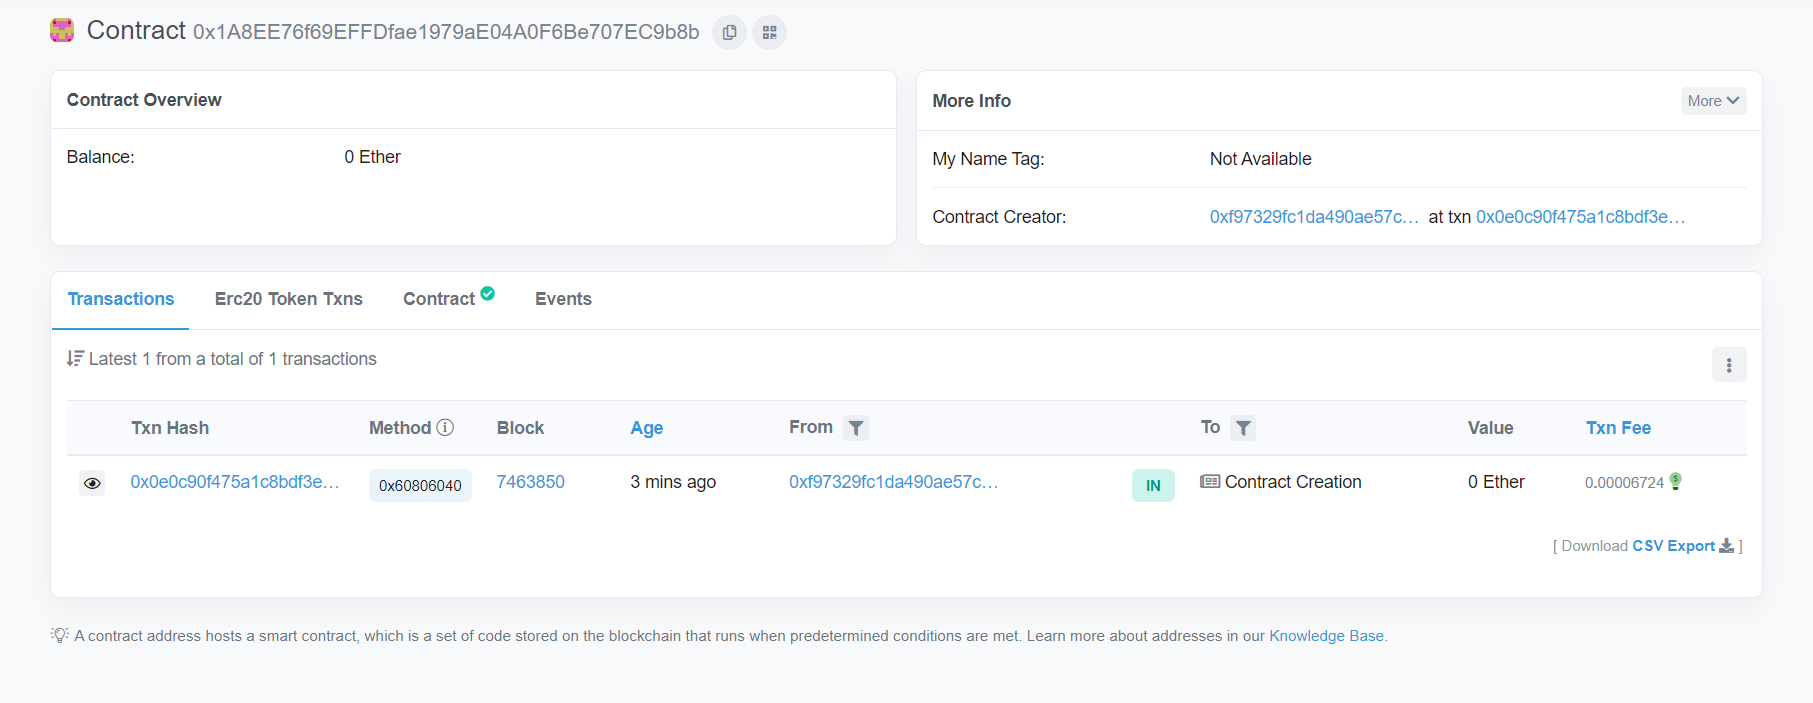 Contract 0x1A8EE76f69EFFDfae1979aE04A0F6Be707EC9b8b
Contract Overview
Balance: 0 Ether
More Info More
My Name Tag: Not Available
Contract Creator: 0xf97329fc1da490ae57c... at txn 0x0e0c90f475a1c8bdf3e...
Transactions Erc20 Token Txns Contract Events
Latest 1 from a total of 1 transactions
Txn Hash Method Block Age From To Value Txn Fee
0x0e0c90f475a1c8bdf3e... 0x60806040 7463850 3 mins ago 0xf97329fc1da490ae57c... IN Contract Creation 0 Ether 0.00006724
[ Download CSV Export ]
A contract address hosts a smart contract, which is a set of code stored on the blockchain that runs when predetermined conditions are met. Learn more about addresses in our Knowledge Base.